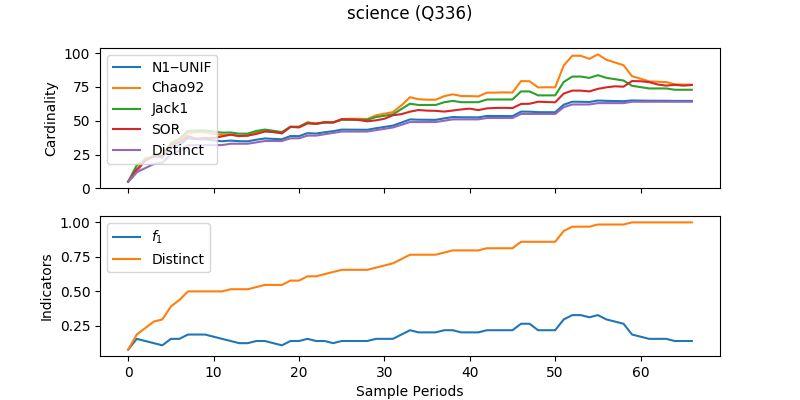 science (Q336)
100
75
50
25
0
Cardinality
N1‒UNIF
Chao92
Jack1
SOR
Distinct
1.00
0.75
0.50
0.25
Indicators
f₁
Distinct
0 10 20 30 40 50 60
Sample Periods